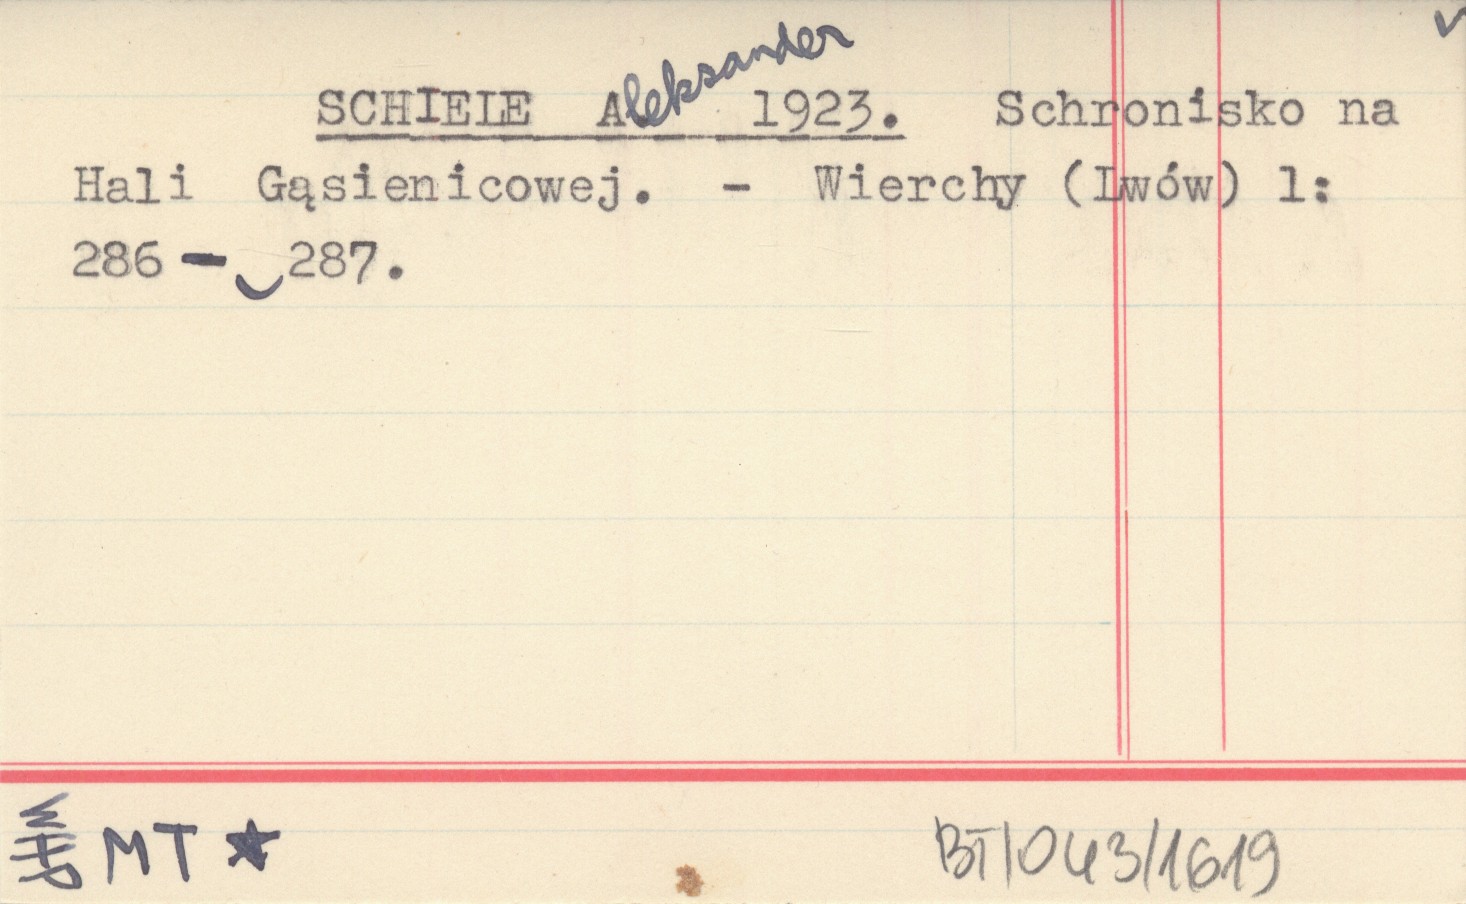 SCHIELE Aleksander 1923. Schronisko na
Hali Gąsienicowej. - Wierchy (Lwów) 1:
286 - 287.
MT ★
BT/043/1619